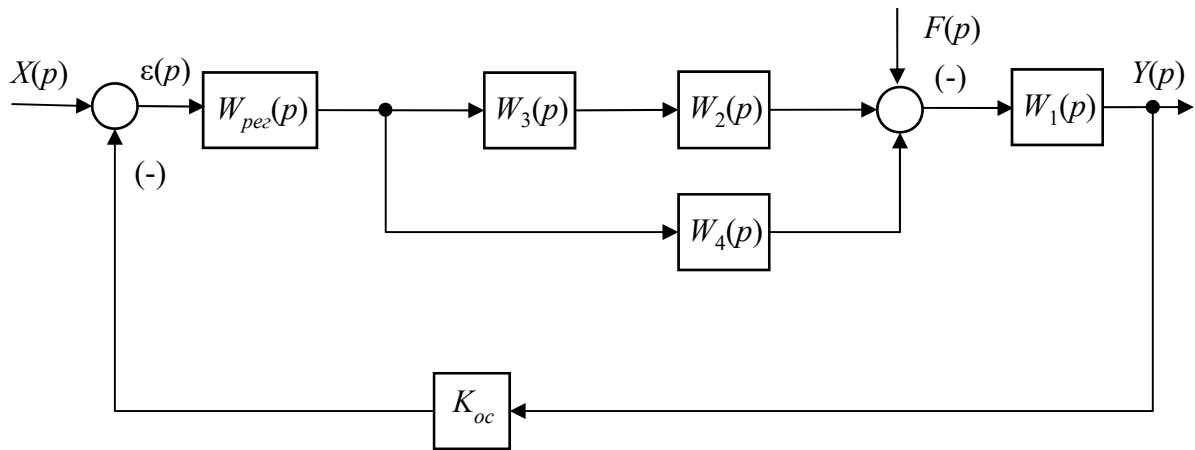 X(p)
ε(p)
(-)
W_рег(p)
W_3(p)
W_2(p)
F(p)
(-)
W_1(p)
Y(p)
W_4(p)
K_ос